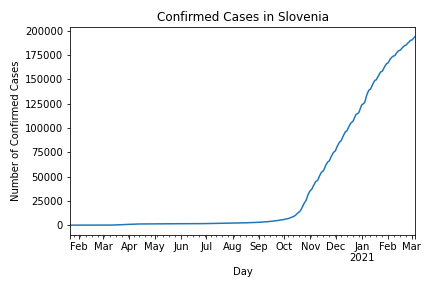 Confirmed Cases in Slovenia
200000
175000
150000
125000
100000
75000
50000
25000
0
Number of Confirmed Cases
Feb Mar Apr May Jun Jul Aug Sep Oct Nov Dec Jan Feb Mar
2021
Day